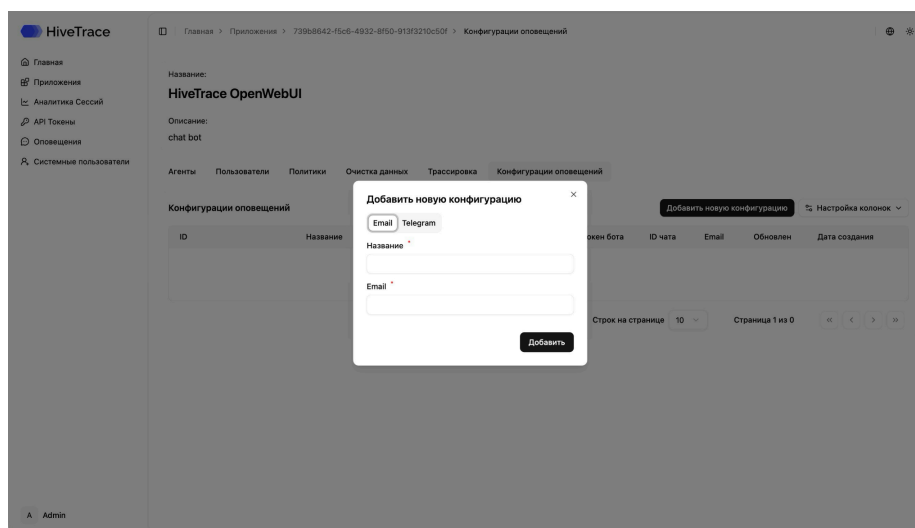 HiveTrace
Главная > Приложения > 739b8642-f5c6-4932-8f50-913f3210c50f > Конфигурации оповещений
Главная
Приложения
Аналитика Сессий
API Токены
Оповещения
Системные пользователи
Название:
HiveTrace OpenWebUI
Описание:
chat bot
Агенты Пользователи Политики Очистка данных Трассировка Конфигурации оповещений
Конфигурации оповещений
Добавить новую конфигурацию
Настройка колонок
ID Название окен бота ID чата Email Обновлен Дата создания
Строк на странице 10 Страница 1 из 0
Добавить новую конфигурацию
Email Telegram
Название *
Email *
Добавить
A Admin